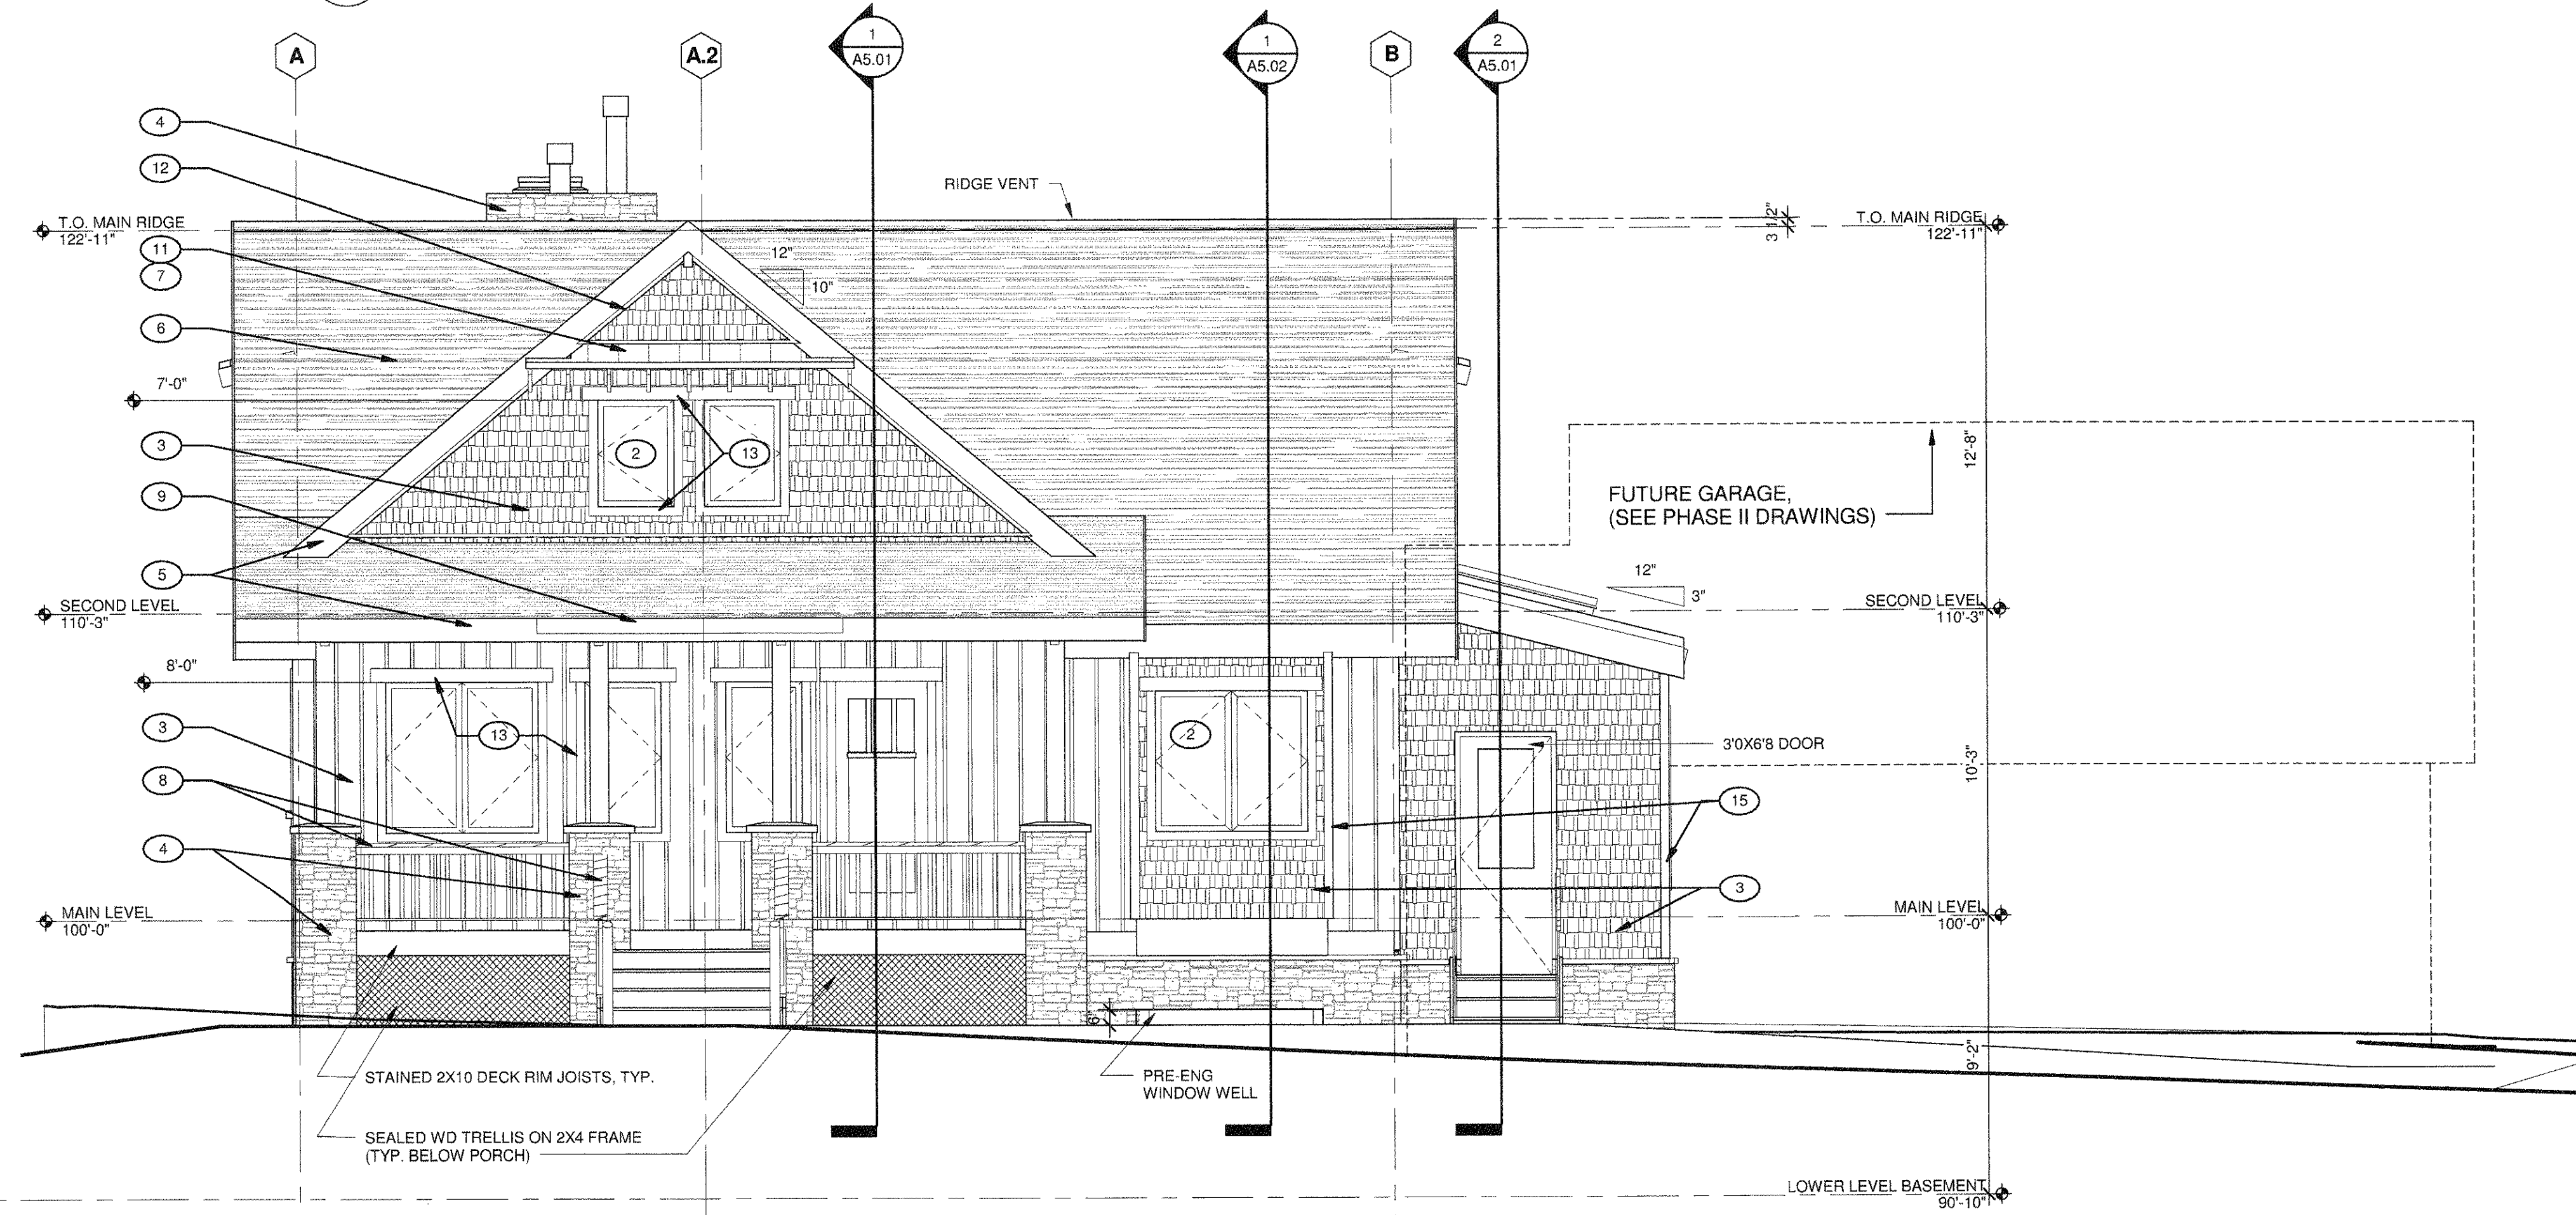 A
A.2
1
A5.01
1
A5.02
B
2
A5.01
4
12
RIDGE VENT
T.O. MAIN RIDGE
122'-11"
3 1/2"
T.O. MAIN RIDGE
122'-11"
11
7
12"
10"
6
7'-0"
3
2
13
12'-8"
9
FUTURE GARAGE,
(SEE PHASE II DRAWINGS)
5
12"
3"
SECOND LEVEL
110'-3"
SECOND LEVEL
110'-3"
8'-0"
3
13
2
3'0X6'8 DOOR
10'-3"
8
15
4
3
MAIN LEVEL
100'-0"
MAIN LEVEL
100'-0"
6"
9'-2"
STAINED 2X10 DECK RIM JOISTS, TYP.
PRE-ENG
WINDOW WELL
SEALED WD TRELLIS ON 2X4 FRAME
(TYP. BELOW PORCH)
LOWER LEVEL BASEMENT
90'-10"